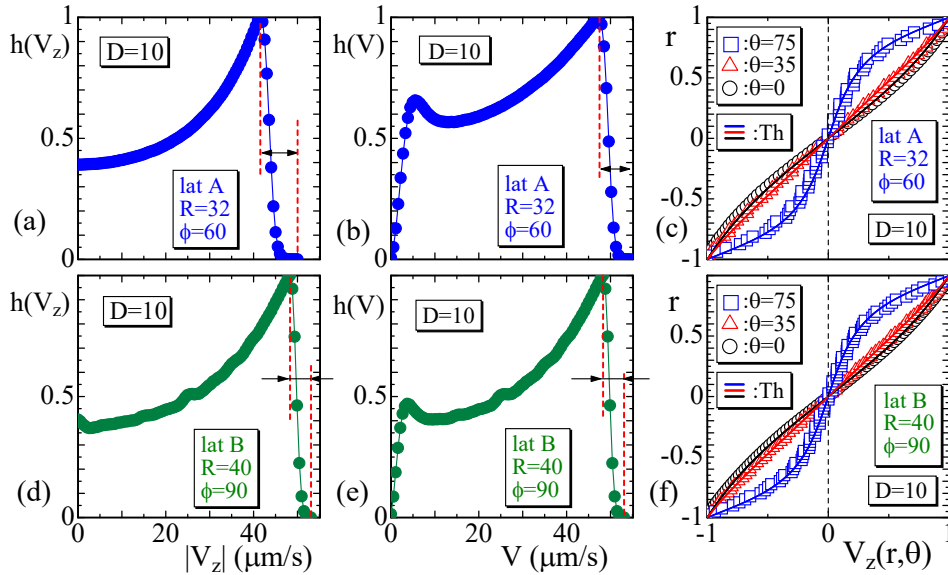 h(V_z)
1
0.5
0
D=10
lat A
R=32
ϕ=60
(a)
h(V)
D=10
lat A
R=32
ϕ=60
(b)
r
1
0.5
0
-0.5
-1
□:θ=75
△:θ=35
○:θ=0
:Th
lat A
R=32
ϕ=60
D=10
(c)
h(V_z)
0.5
0
D=10
lat B
R=40
ϕ=90
(d)
0 20 40
|V_z| (μm/s)
h(V)
D=10
lat B
R=40
ϕ=90
(e)
0 20 40
V (μm/s)
r
1
0.5
0
-0.5
-1
□:θ=75
△:θ=35
○:θ=0
:Th
lat B
R=40
ϕ=90
D=10
(f)
-1 -0.5 0 0.5 1
V_z(r,θ)